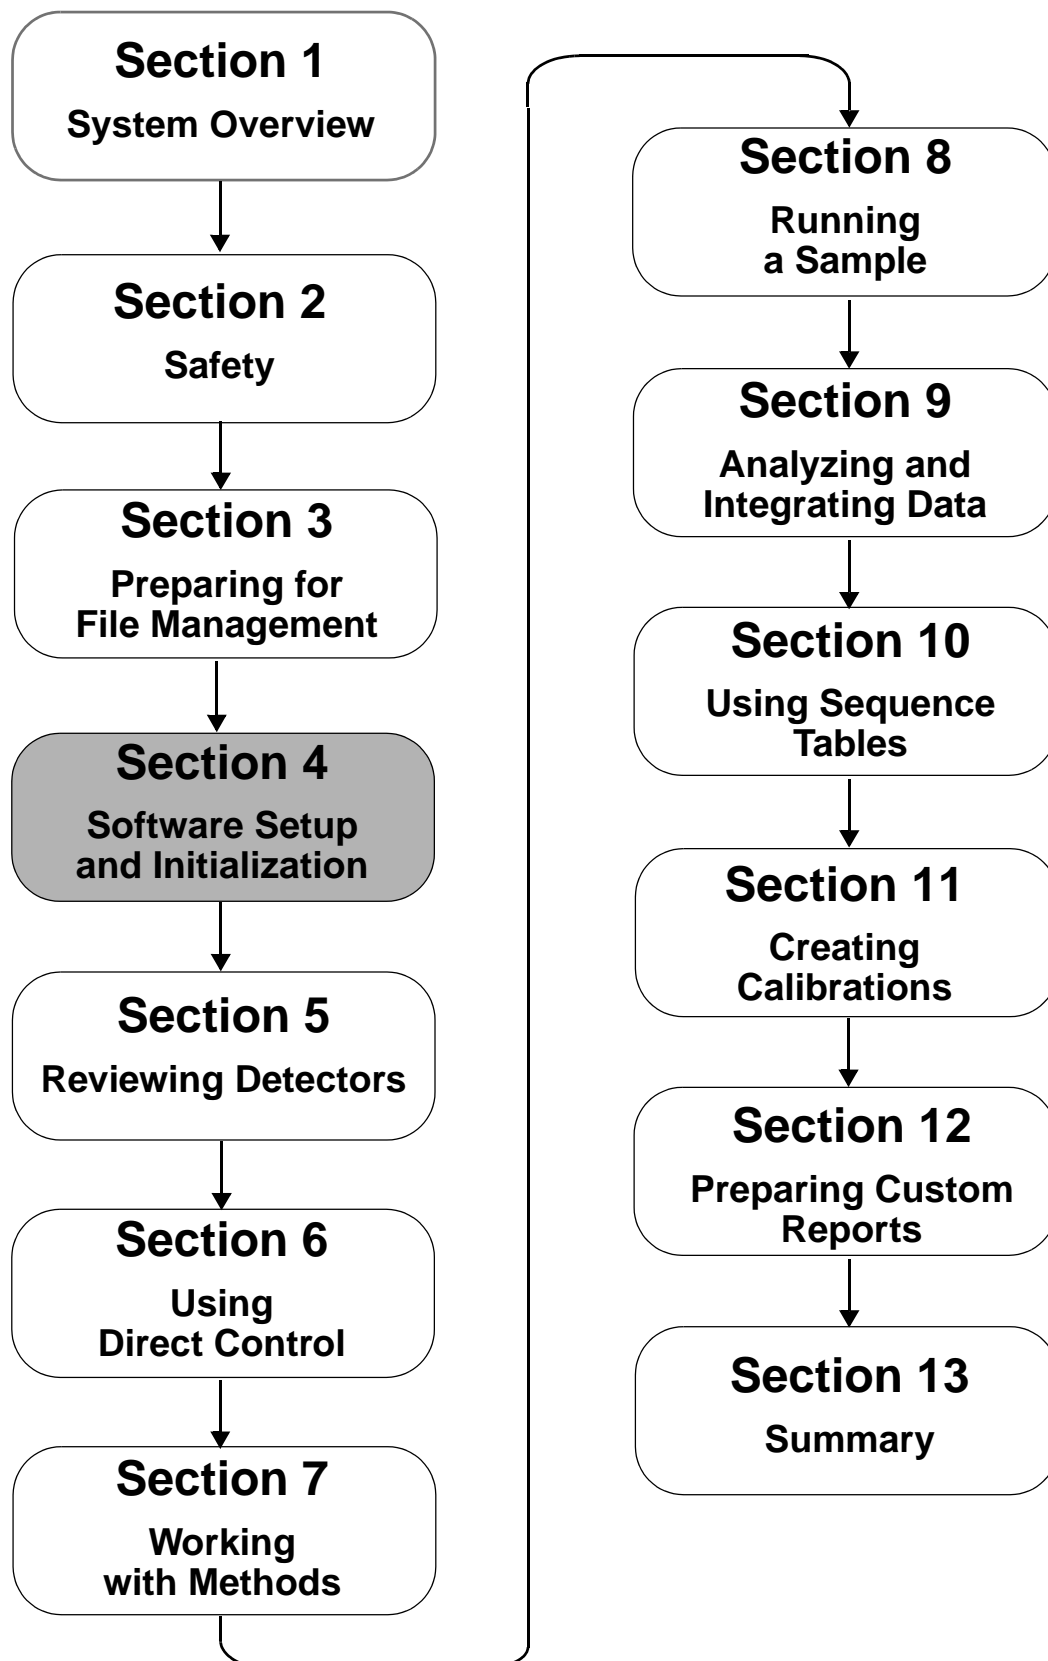 Section 1
System Overview
Section 2
Safety
Section 3
Preparing for
File Management
Section 4
Software Setup
and Initialization
Section 5
Reviewing Detectors
Section 6
Using
Direct Control
Section 7
Working
with Methods
Section 8
Running
a Sample
Section 9
Analyzing and
Integrating Data
Section 10
Using Sequence
Tables
Section 11
Creating
Calibrations
Section 12
Preparing Custom
Reports
Section 13
Summary